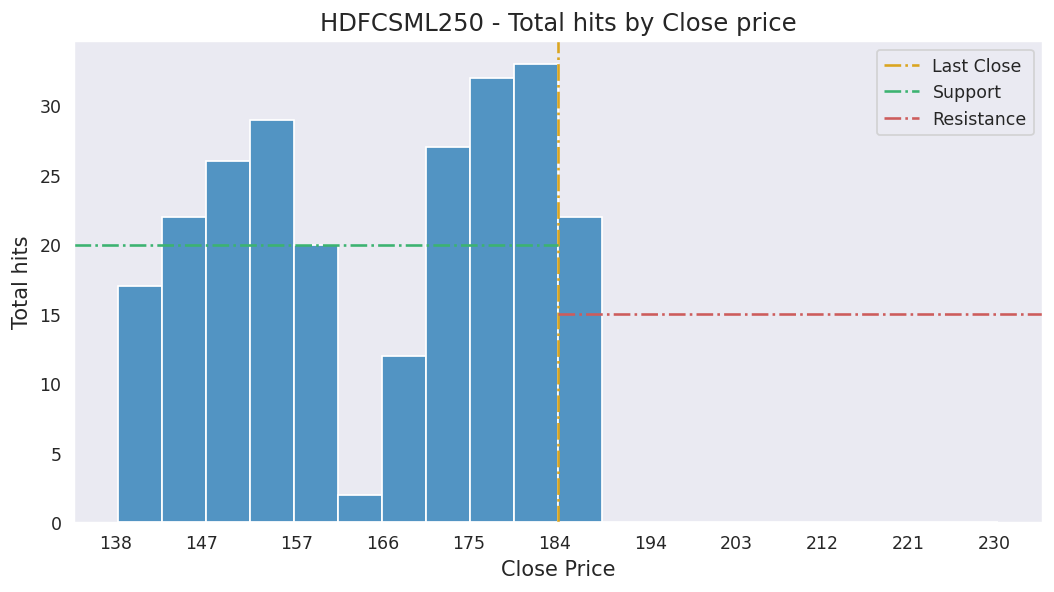 HDFCSML250 - Total hits by Close price
Last Close
Support
Resistance
Total hits
30
25
20
15
10
5
0
138 147 157 166 175 184 194 203 212 221 230
Close Price